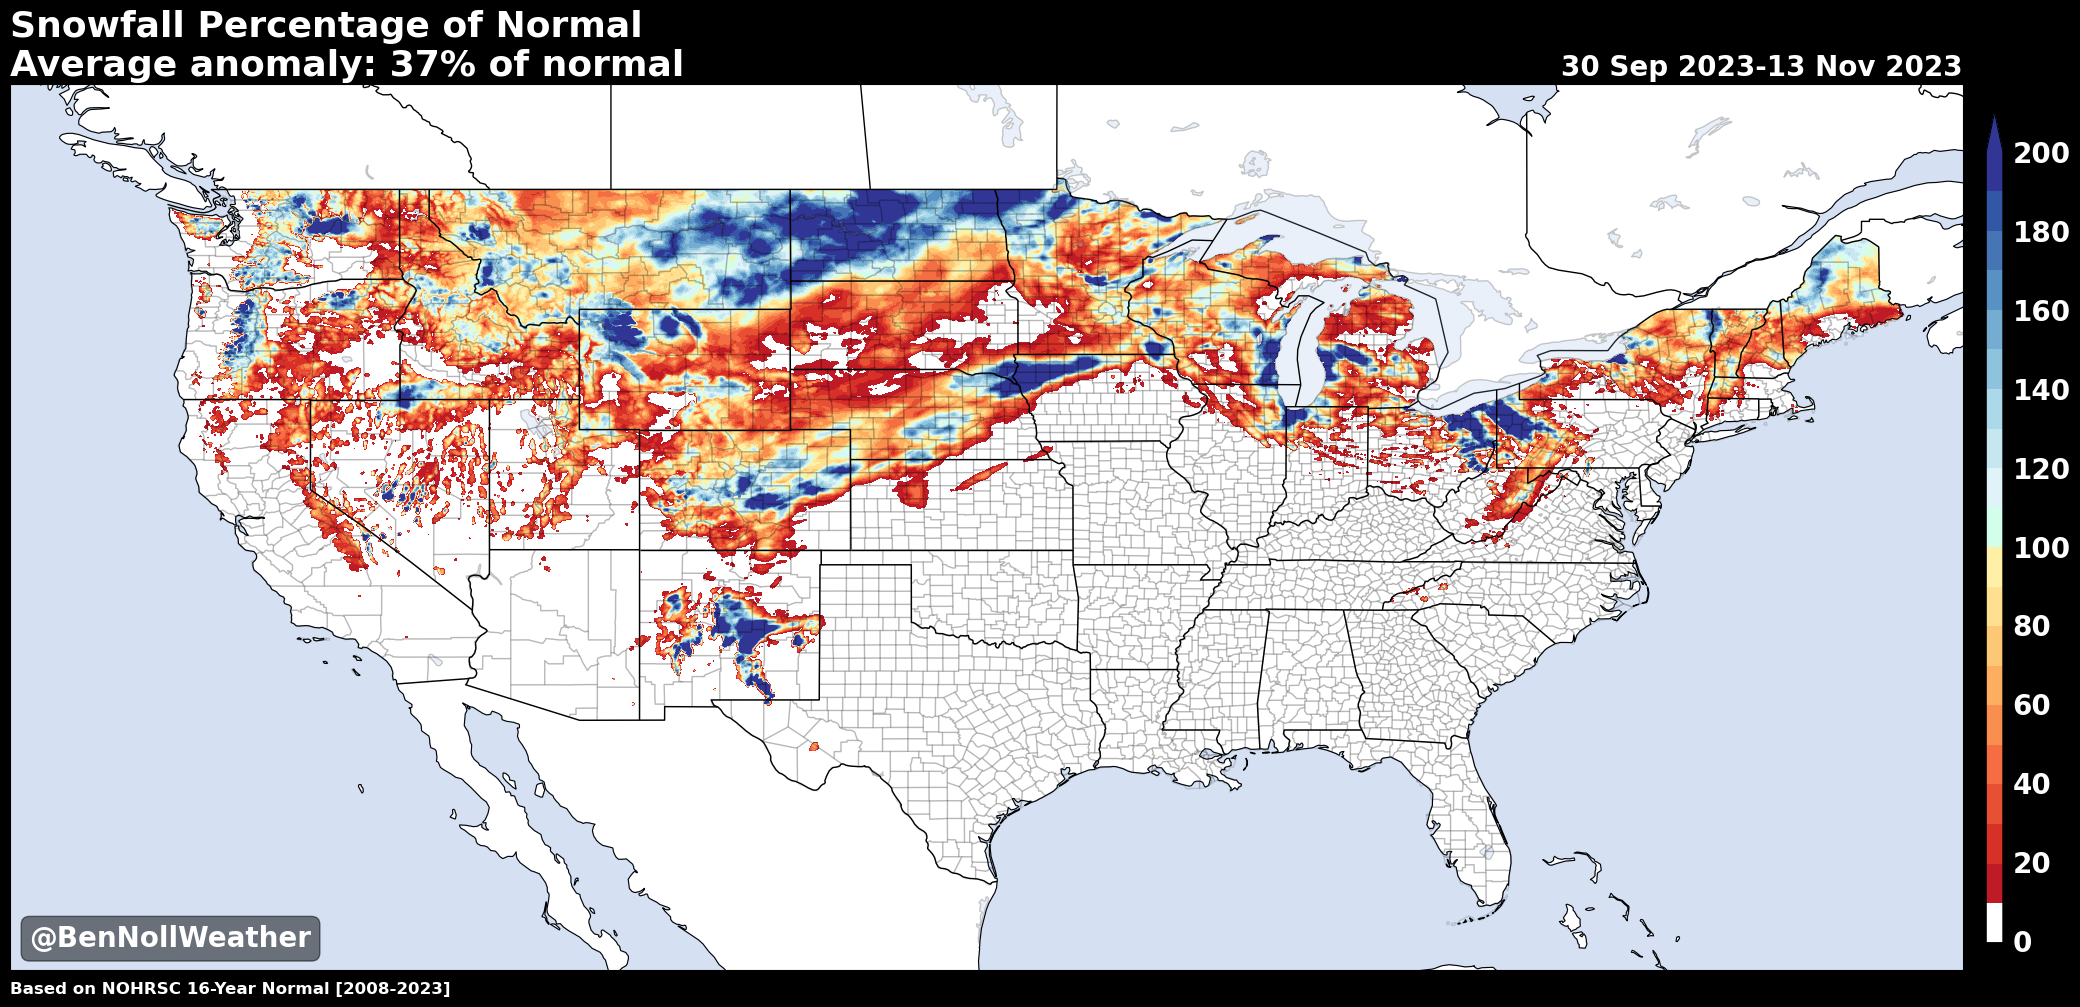 Snowfall Percentage of Normal
Average anomaly: 37% of normal
30 Sep 2023-13 Nov 2023
200
180
160
140
120
100
80
60
40
20
0
@BenNollWeather
Based on NOHRSC 16-Year Normal [2008-2023]